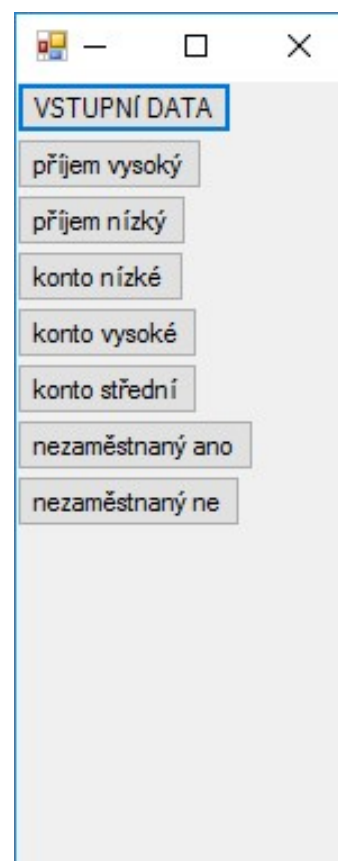 VSTUPNÍ DATA
příjem vysoký
příjem nízký
konto nízké
konto vysoké
konto střední
nezaměstnaný ano
nezaměstnaný ne